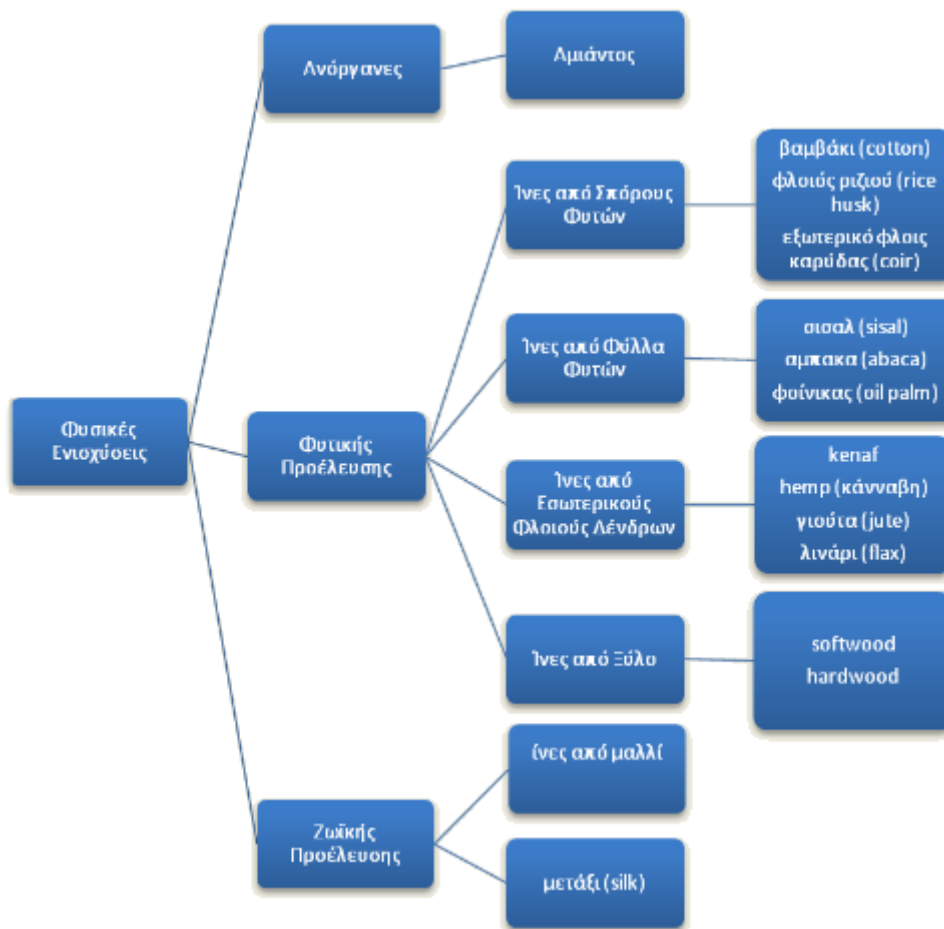 Ανόργανες
Αμιάντος
βαμβάκι (cotton)
φλοιός ριζιού (rice
husk)
εξωτερικό φλοις
καρύδας (coir)
Ίνες από Σπόρους
Φυτών
Ίνες από Φύλλα
Φυτών
σισαλ (sisal)
αμπακα (abaca)
φοίνικας (oil palm)
Φυσικές
Ενισχύσεις
Φυτικής
Προέλευσης
Ίνες από
Εσωτερικούς
Φλοιούς Δένδρων
kenaf
hemp (κάνναβη)
γιούτα (jute)
λινάρι (flax)
Ίνες από Ξύλο
softwood
hardwood
ίνες από μαλλί
Ζωϊκής
Προέλευσης
μετάξι (silk)